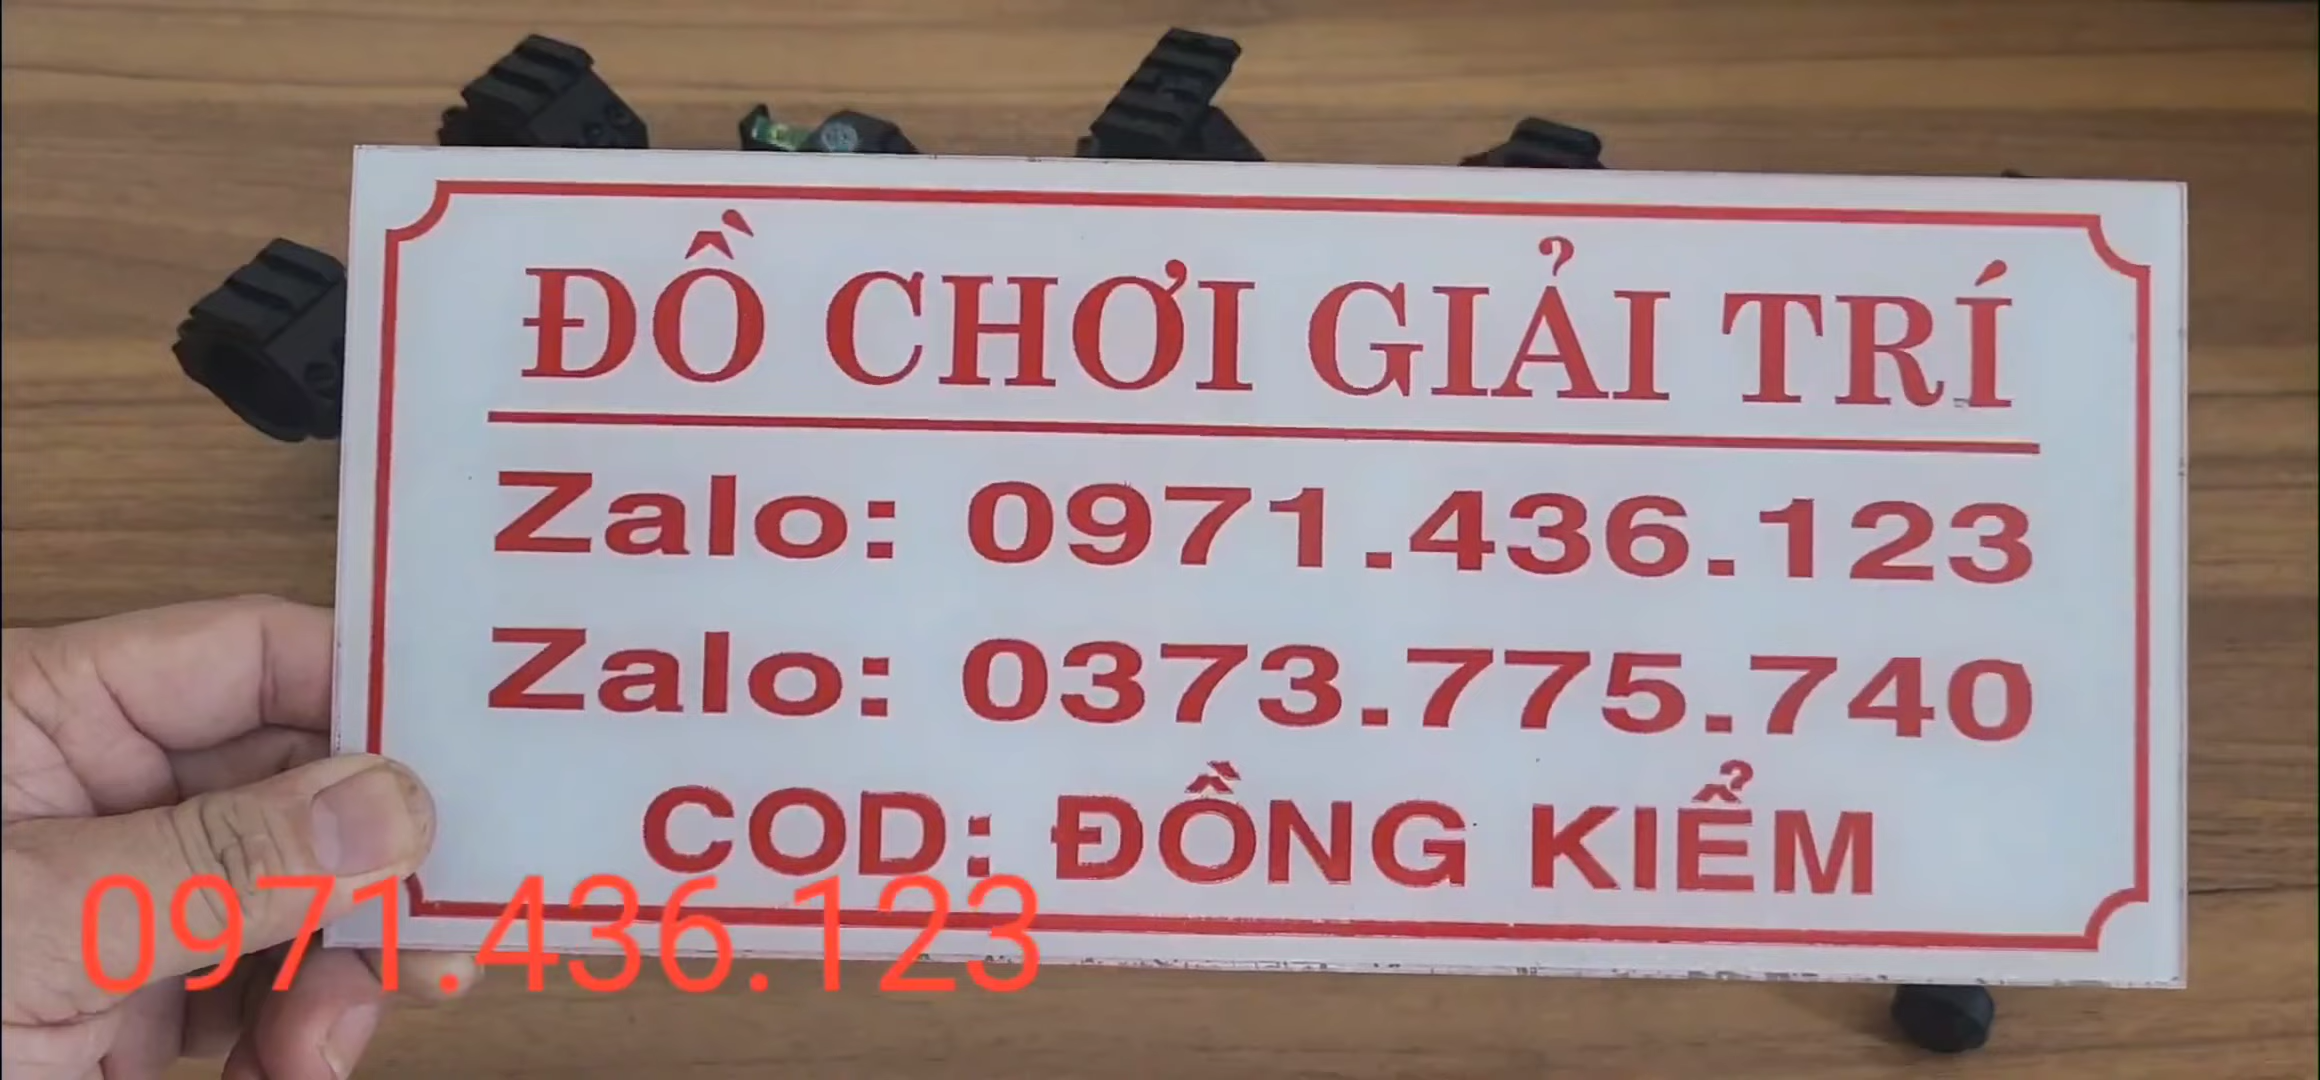 ĐỒ CHƠI GIẢI TRÍ
Zalo: 0971.436.123
Zalo: 0373.775.740
COD: ĐỒNG KIỂM
0971.436.123